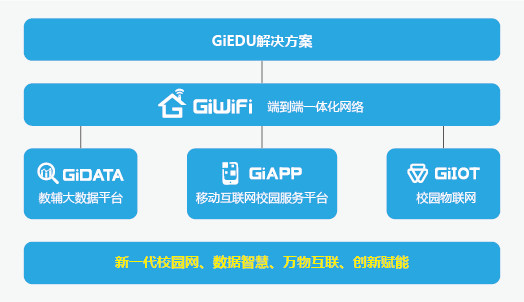 GiEDU解决方案
GiWiFi 端到端一体化网络
GiDATA
教辅大数据平台
GiAPP
移动互联网校园服务平台
GiIOT
校园物联网
新一代校园网、数据智慧、万物互联、创新赋能